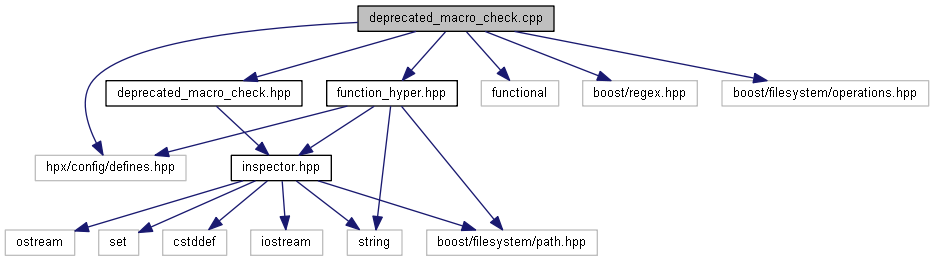 deprecated_macro_check.cpp
deprecated_macro_check.hpp
function_hyper.hpp
functional
boost/regex.hpp
boost/filesystem/operations.hpp
hpx/config/defines.hpp
inspector.hpp
ostream
set
cstddef
iostream
string
boost/filesystem/path.hpp